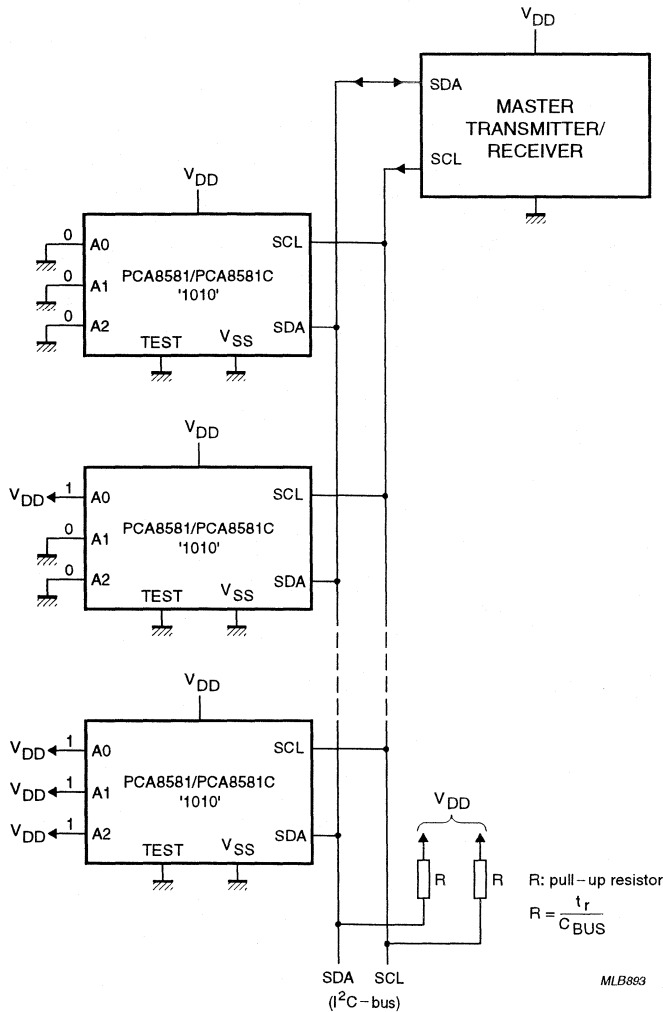 VDD
SDA
MASTER
TRANSMITTER/
RECEIVER
SCL
VDD
0
A0
SCL
0
A1
PCA8581/PCA8581C
'1010'
0
A2
SDA
TEST
VSS
VDD
VDD
1
A0
SCL
0
A1
PCA8581/PCA8581C
'1010'
0
A2
SDA
TEST
VSS
VDD
VDD
1
A0
SCL
VDD
1
A1
PCA8581/PCA8581C
'1010'
VDD
1
A2
SDA
TEST
VSS
VDD
R
R
R: pull-up resistor
R = tr / CBUS
SDA
SCL
(I²C-bus)
MLB893